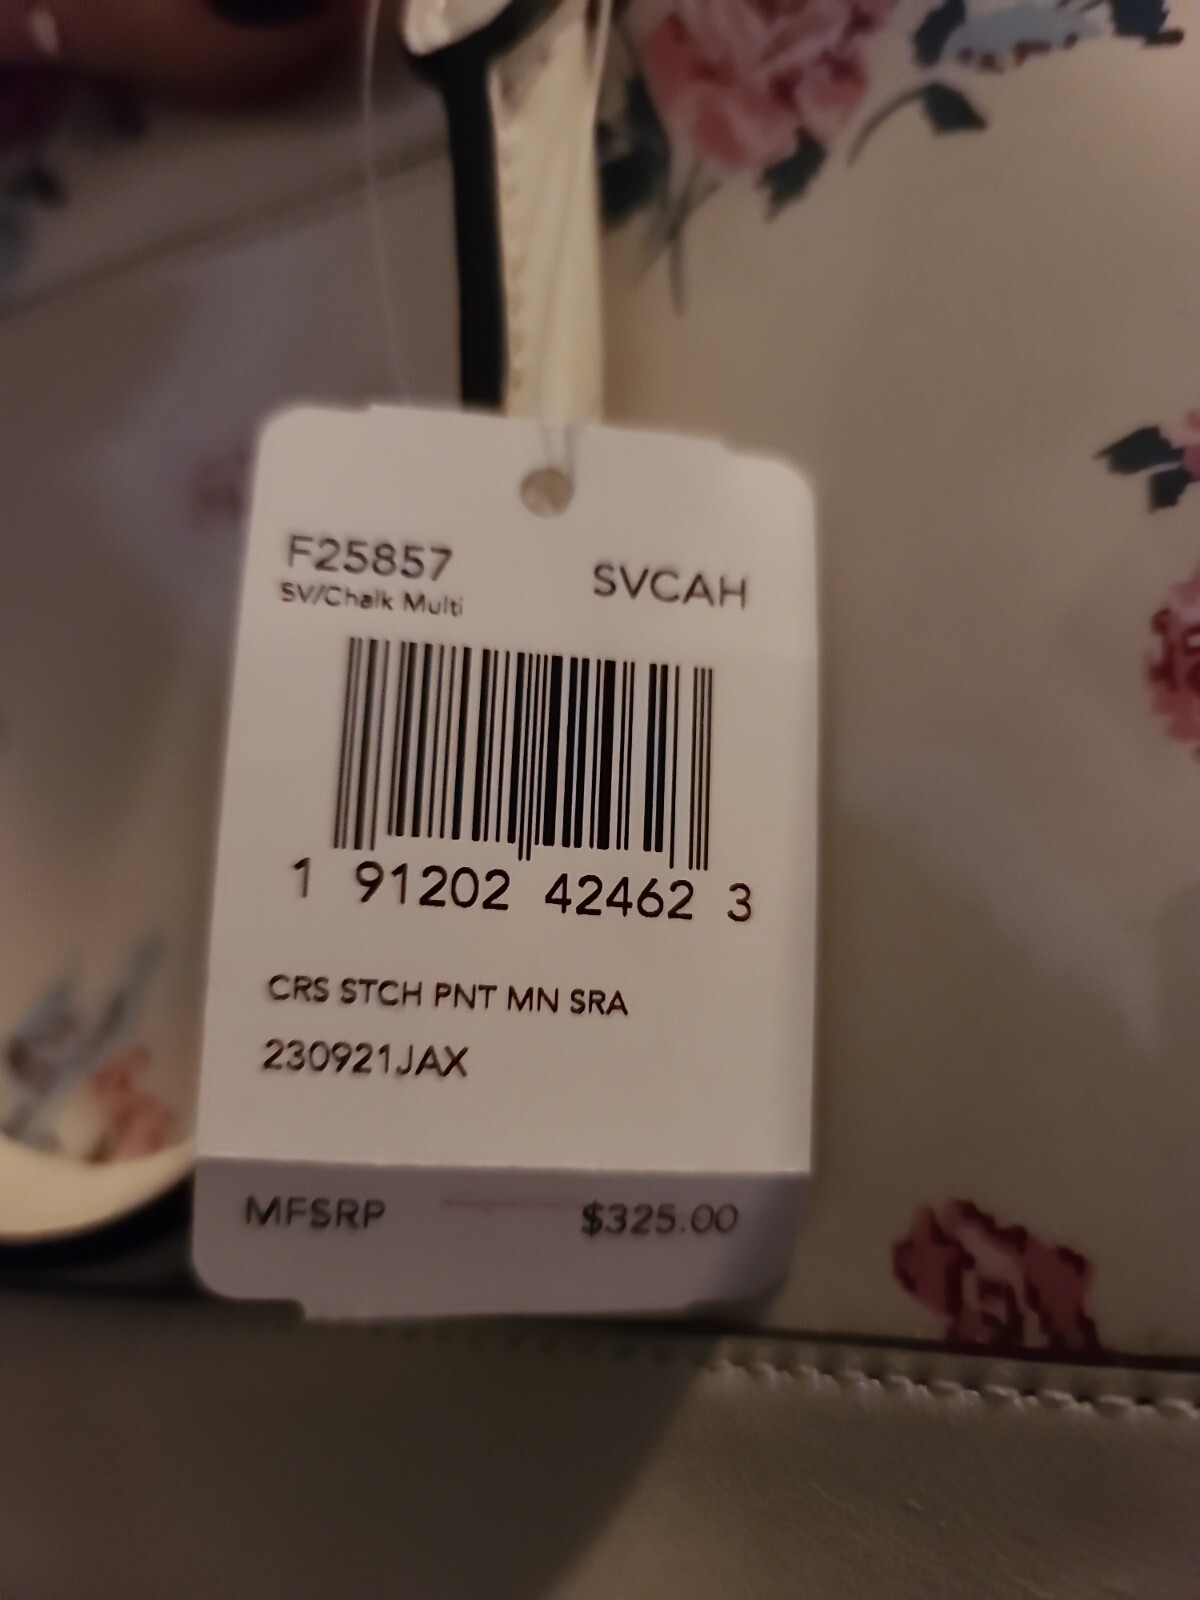 F25857 SVCAH
SV/Chalk Multi
1 91202 42462 3
CRS STCH PNT MN SRA
230921JAX
MFSRP $325.00